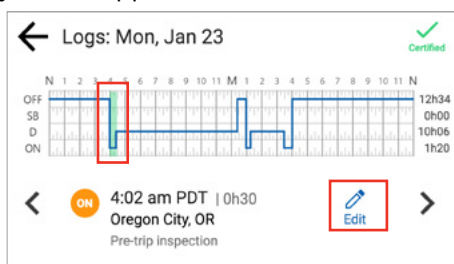 Logs: Mon, Jan 23
Certified
N 1 2 3 4 5 6 7 8 9 10 11 M 1 2 3 4 5 6 7 8 9 10 11 N
OFF 12h34
SB 0h00
D 10h06
ON 1h20
ON 4:02 am PDT | 0h30
Oregon City, OR
Edit
Pre-trip inspection